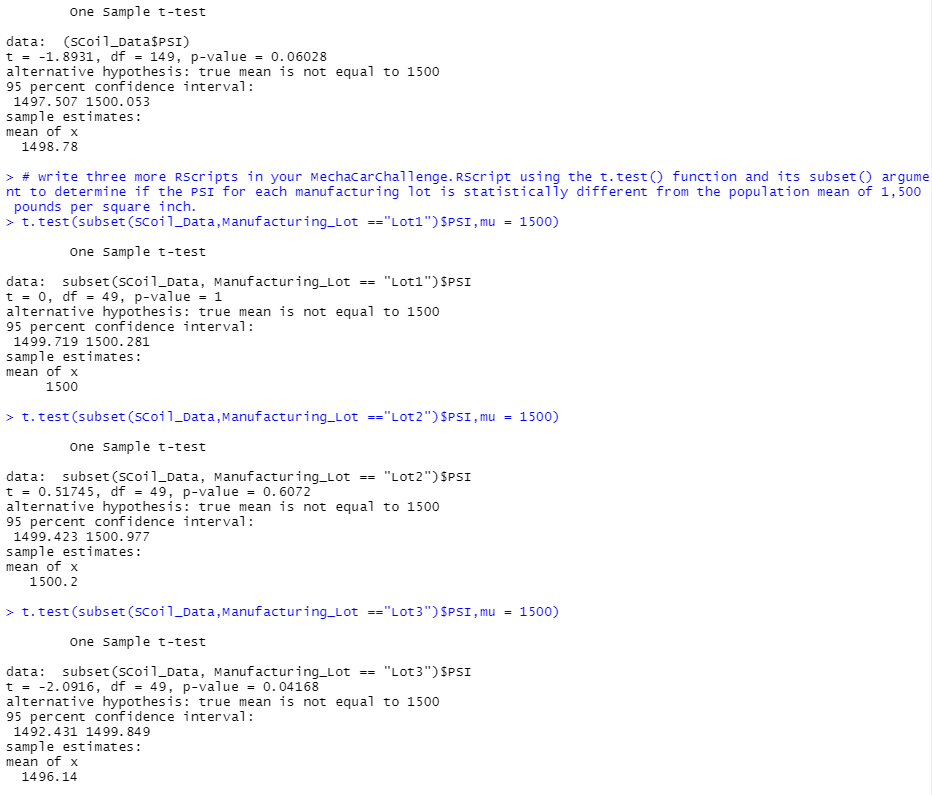 One Sample t-test
data:  (SCoil_Data$PSI)
t = -1.8931, df = 149, p-value = 0.06028
alternative hypothesis: true mean is not equal to 1500
95 percent confidence interval:
1497.507 1500.053
sample estimates:
mean of x
1498.78
> # write three more RScripts in your MechaCarChallenge.RScript using the t.test() function and its subset() argume
nt to determine if the PSI for each manufacturing lot is statistically different from the population mean of 1,500
pounds per square inch.
> t.test(subset(SCoil_Data,Manufacturing_Lot =="Lot1")$PSI,mu = 1500)
One Sample t-test
data:  subset(SCoil_Data, Manufacturing_Lot == "Lot1")$PSI
t = 0, df = 49, p-value = 1
alternative hypothesis: true mean is not equal to 1500
95 percent confidence interval:
1499.719 1500.281
sample estimates:
mean of x
1500
> t.test(subset(SCoil_Data,Manufacturing_Lot =="Lot2")$PSI,mu = 1500)
One Sample t-test
data:  subset(SCoil_Data, Manufacturing_Lot == "Lot2")$PSI
t = 0.51745, df = 49, p-value = 0.6072
alternative hypothesis: true mean is not equal to 1500
95 percent confidence interval:
1499.423 1500.977
sample estimates:
mean of x
1500.2
> t.test(subset(SCoil_Data,Manufacturing_Lot =="Lot3")$PSI,mu = 1500)
One Sample t-test
data:  subset(SCoil_Data, Manufacturing_Lot == "Lot3")$PSI
t = -2.0916, df = 49, p-value = 0.04168
alternative hypothesis: true mean is not equal to 1500
95 percent confidence interval:
1492.431 1499.849
sample estimates:
mean of x
1496.14